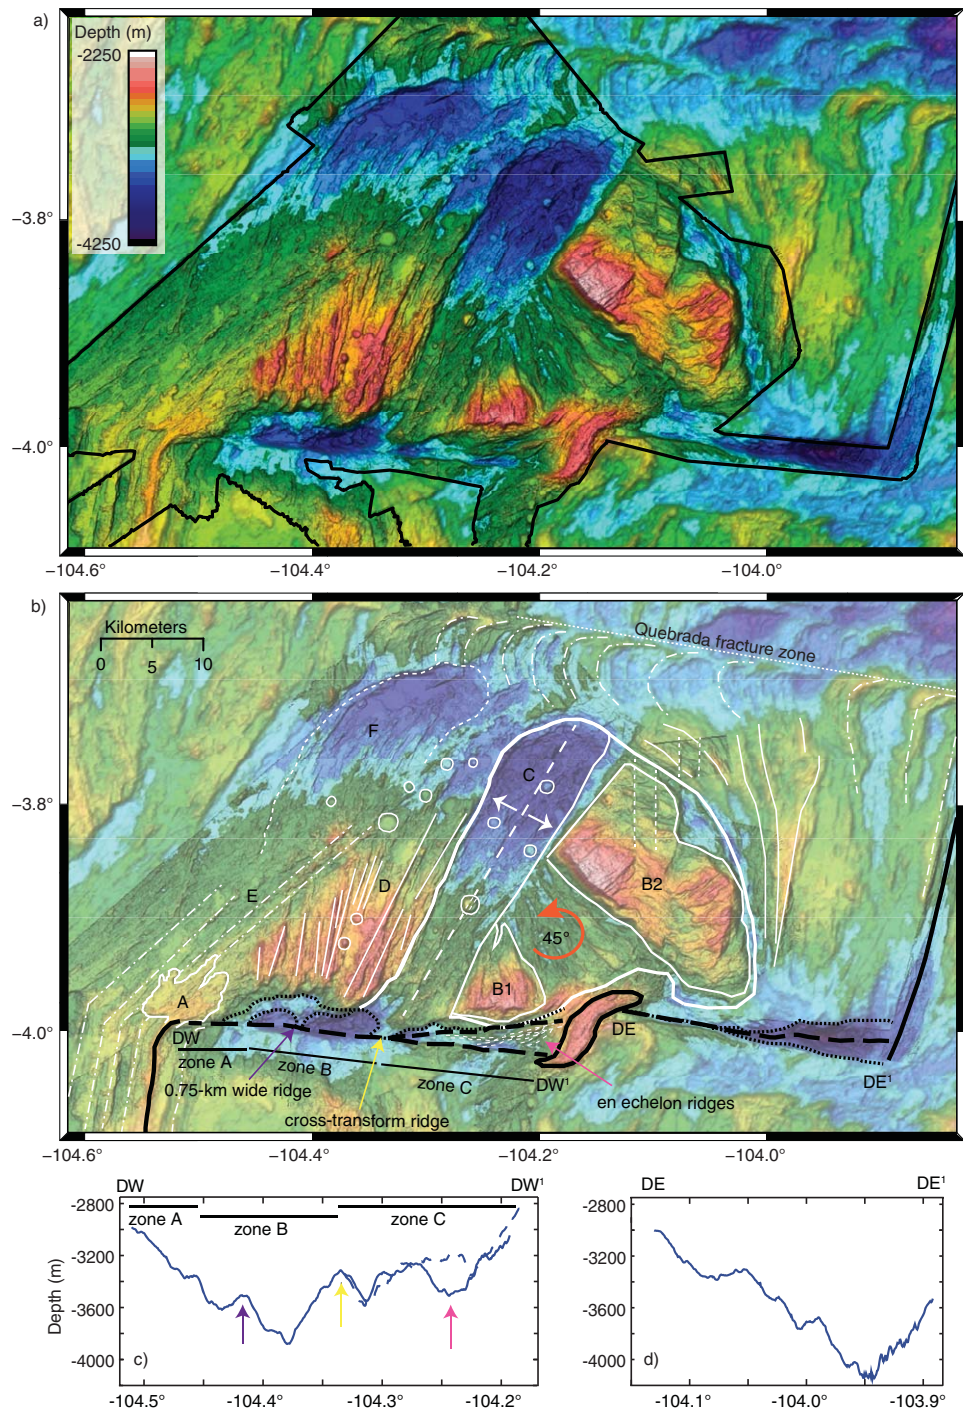 a)
Depth (m)
-2250
-4250
−3.8°
−4.0°
−104.6°
−104.4°
−104.2°
−104.0°
b)
Kilometers
0
5
10
Quebrada fracture zone
F
C
−3.8°
D
B2
E
45°
A
B1
−4.0°
DW
DE
zone A
zone B
zone C
DW¹
DE¹
0.75-km wide ridge
en echelon ridges
cross-transform ridge
−104.6°
−104.4°
−104.2°
−104.0°
DW
DW¹
DE
DE¹
-2800
zone A
zone B
zone C
-3200
-3600
-4000
Depth (m)
c)
-104.5°
-104.4°
-104.3°
-104.2°
-2800
-3200
-3600
-4000
d)
-104.1°
-104.0°
-103.9°